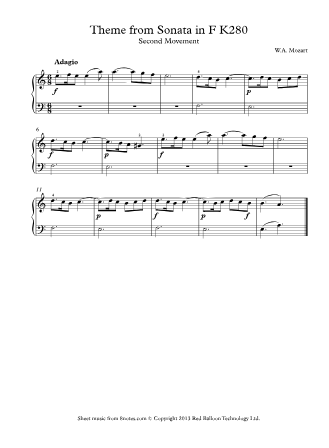 Theme from Sonata in F K280
Second Movement
W.A. Mozart
Adagio
f
p
6
p
f
11
p
f
p
f
Sheet music from 8notes.com © Copyright 2013 Red Balloon Technology Ltd.